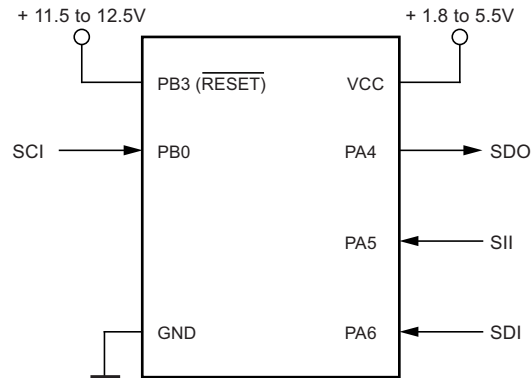 + 11.5 to 12.5V
+ 1.8 to 5.5V
PB3 (RESET)
VCC
SCI
PB0
PA4
SDO
PA5
SII
GND
PA6
SDI